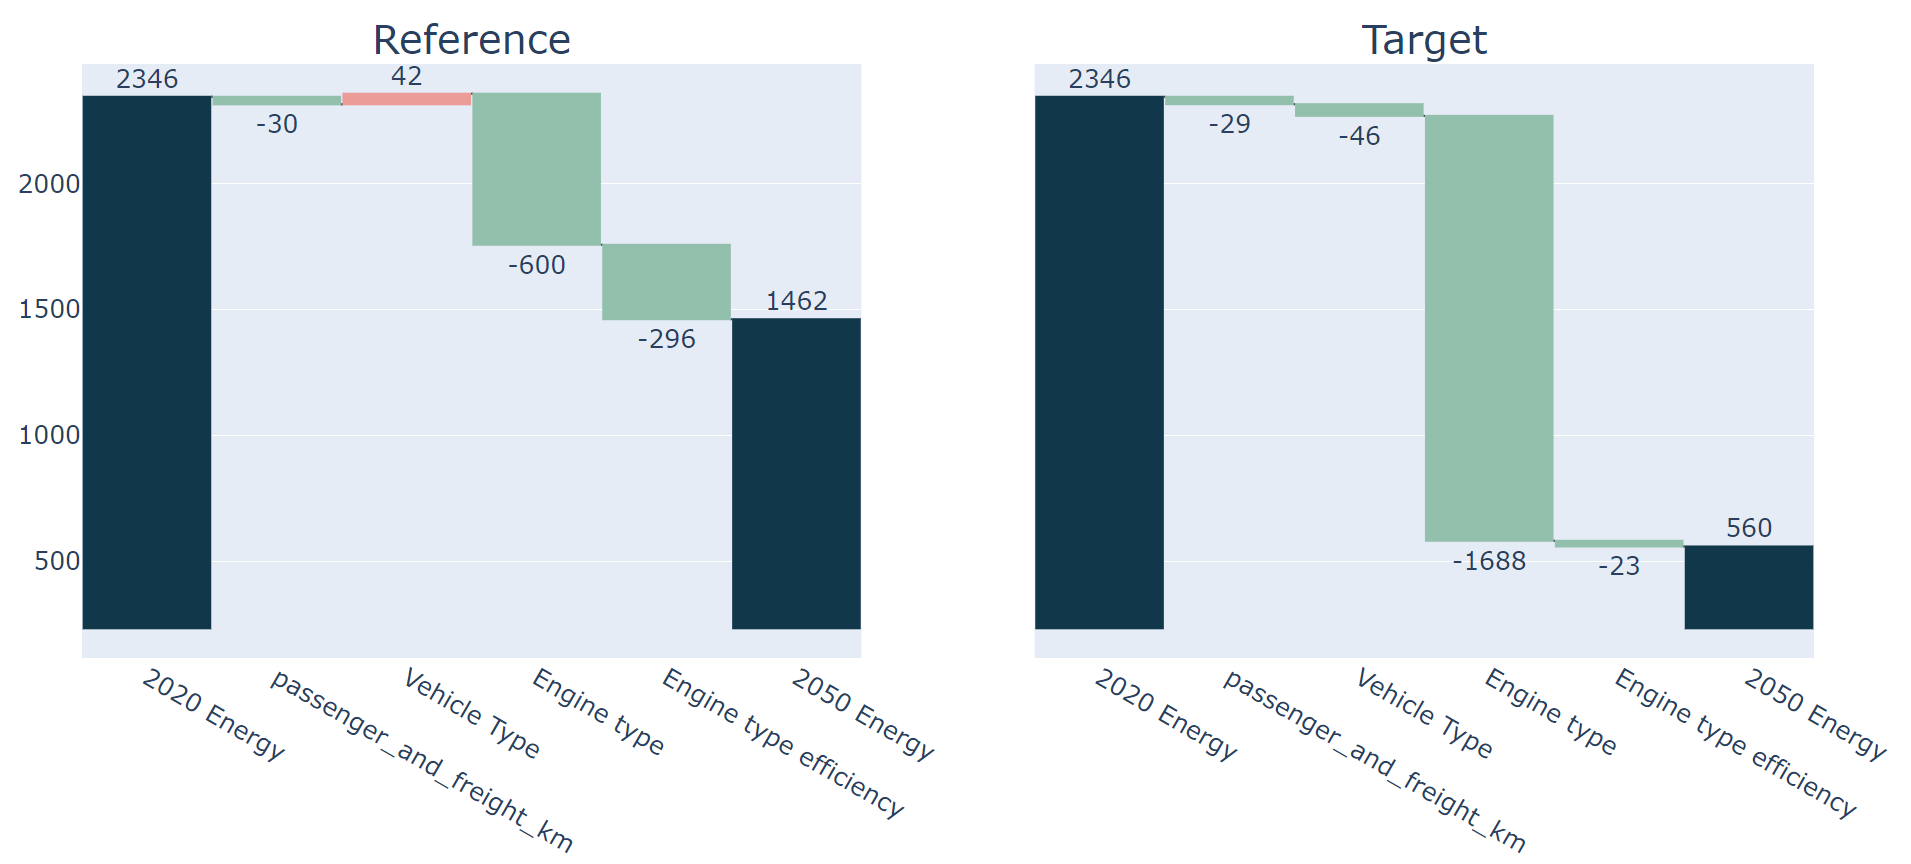 Reference
2346
-30
42
-600
-296
1462
2000
1500
1000
500
2020 Energy
passenger_and_freight_km
Vehicle Type
Engine type
Engine type efficiency
2050 Energy
Target
2346
-29
-46
-1688
-23
560
2020 Energy
passenger_and_freight_km
Vehicle Type
Engine type
Engine type efficiency
2050 Energy